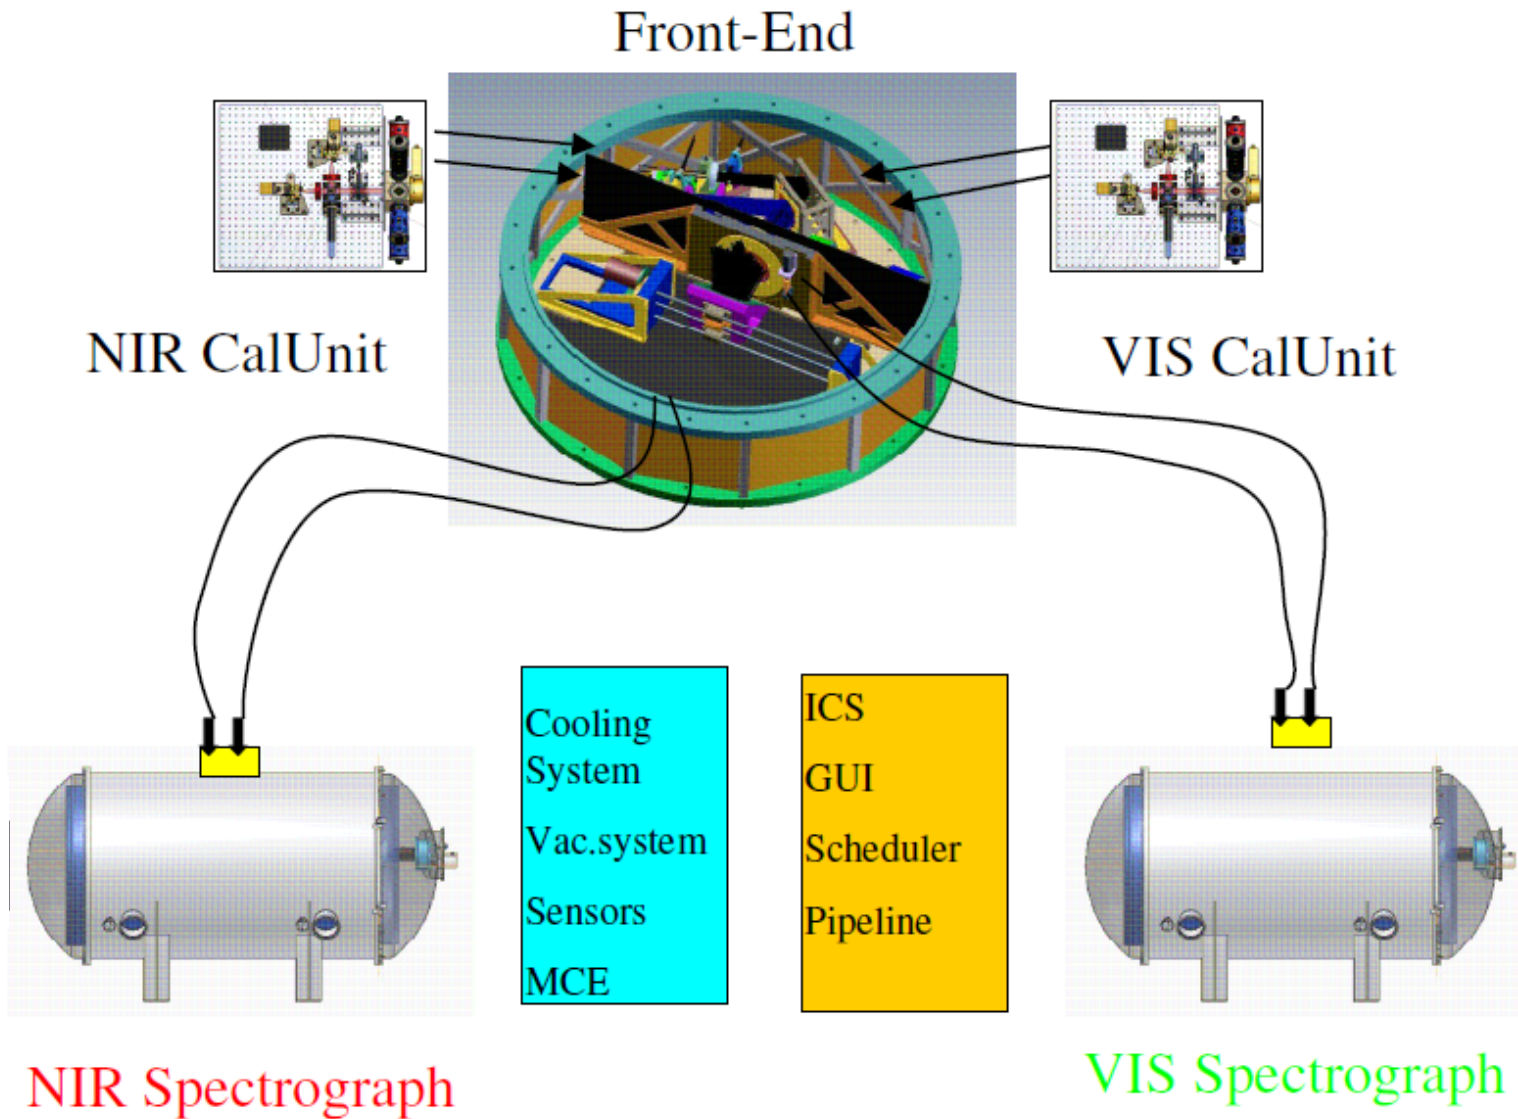 Front-End
NIR CalUnit
VIS CalUnit
Cooling
System
Vac.system
Sensors
MCE
ICS
GUI
Scheduler
Pipeline
NIR Spectrograph
VIS Spectrograph